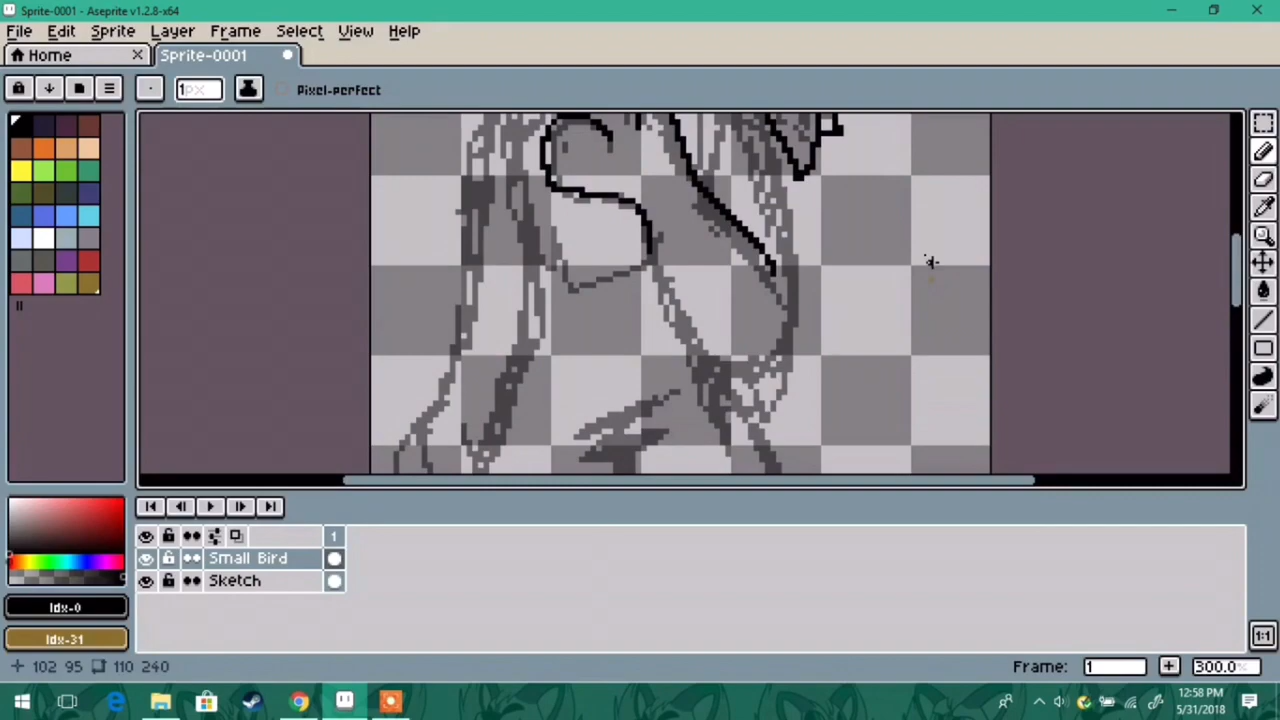 Sprite-0001 - Aseprite v1.2.8-x64
File Edit Sprite Layer Frame Select View Help
Home Sprite-0001
1px Pixel-perfect
1
Small Bird
Sketch
Idx-0
Idx-31
102 95 110 240 Frame: 1 300.0%
1:1
12:58 PM
5/31/2018